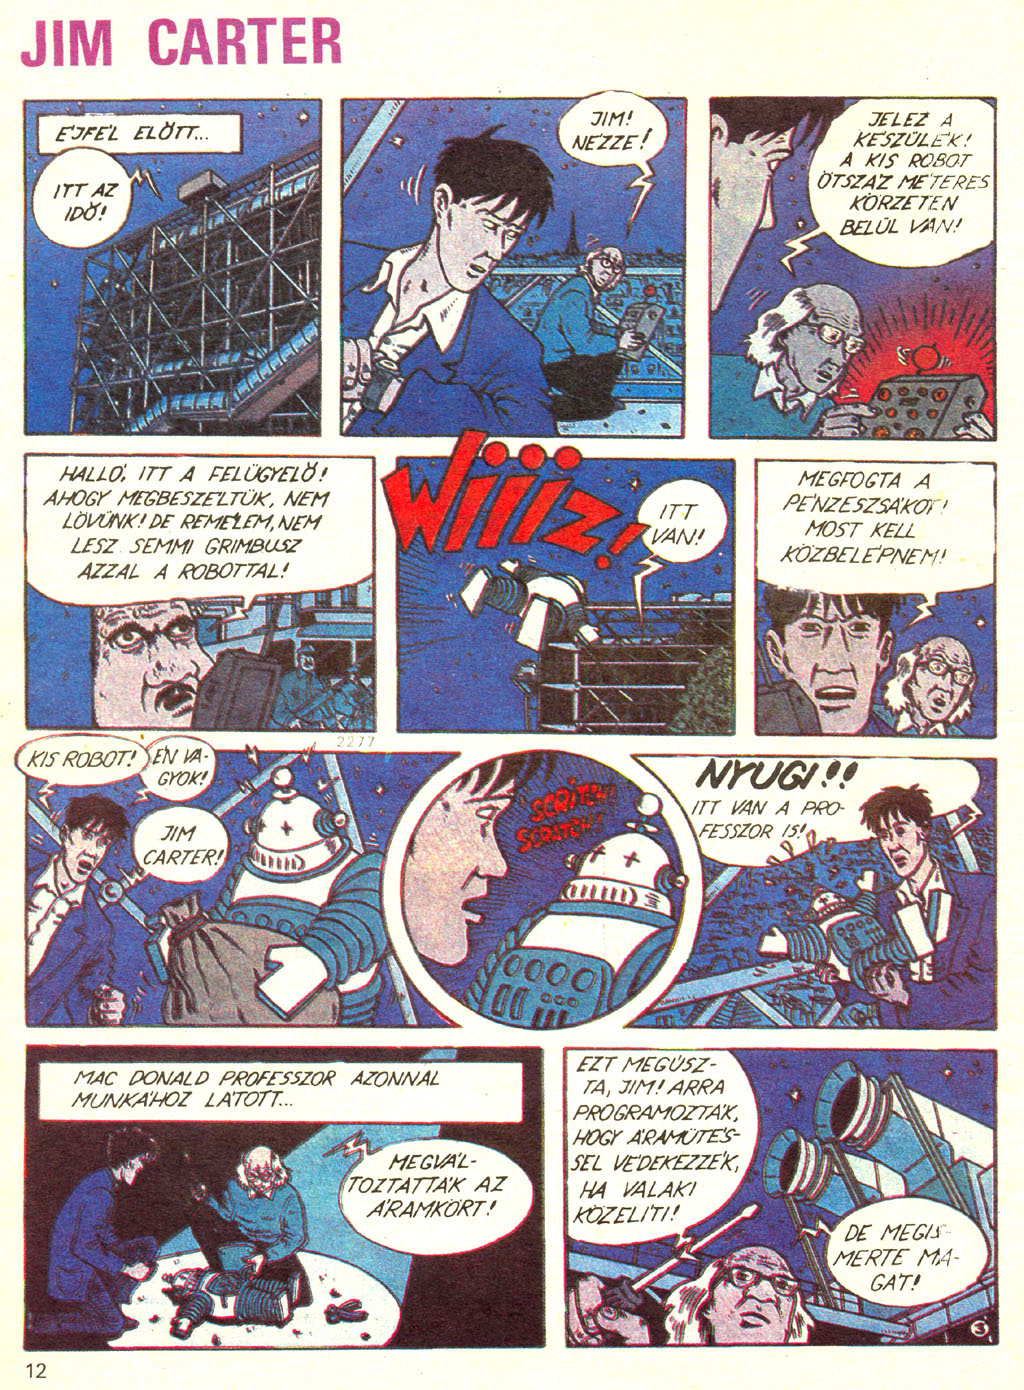 JIM CARTER
ÉJFÉL ELŐTT...
ITT AZ
IDŐ!
JIM!
NÉZZE!
JELEZ A
KÉSZÜLÉK!
A KIS ROBOT
ÖTSZÁZ MÉTERES
KÖRZETEN
BELÜL VAN!
HALLÓ, ITT A FELÜGYELŐ!
AHOGY MEGBESZÉLTÜK, NEM
LÖVÜNK! DE REMÉLEM, NEM
LESZ SEMMI GRIMBUSZ
AZZAL A ROBOTTAL!
WiiiZ!
ITT
VAN!
MEGFOGTA A
PÉNZESZSÁKOT!
MOST KELL
KÖZBELÉPNEM!
2277
KIS ROBOT!
ÉN VA-
GYOK!
JIM
CARTER!
SCRATCH!
SCRATCH!
NYUGI!!
ITT VAN A PRO-
FESSZOR IS!
MAC DONALD PROFESSZOR AZONNAL
MUNKÁHOZ LÁTOTT...
MEGVÁL-
TOZTATTÁK AZ
ÁRAMKÖRT!
EZT MEGÚSZ-
TA, JIM! ARRA
PROGRAMOZTÁK,
HOGY ÁRAMÜTÉS-
SEL VÉDEKEZZÉK,
HA VALAKI
KÖZELÍTI!
DE MEGIS-
MERTE MA-
GÁT!
3
12